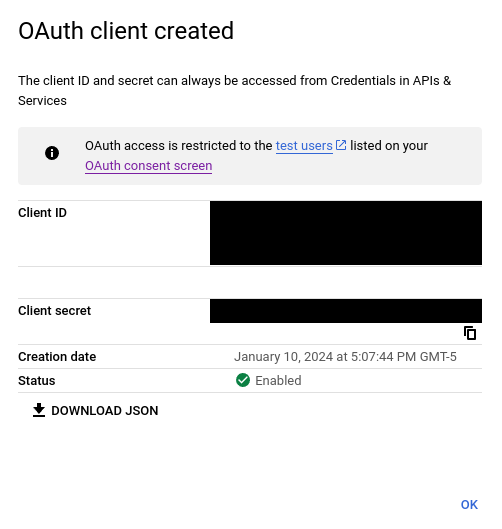 OAuth client created
The client ID and secret can always be accessed from Credentials in APIs &
Services
OAuth access is restricted to the test users listed on your
OAuth consent screen
Client ID
Client secret
Creation date January 10, 2024 at 5:07:44 PM GMT-5
Status Enabled
DOWNLOAD JSON
OK